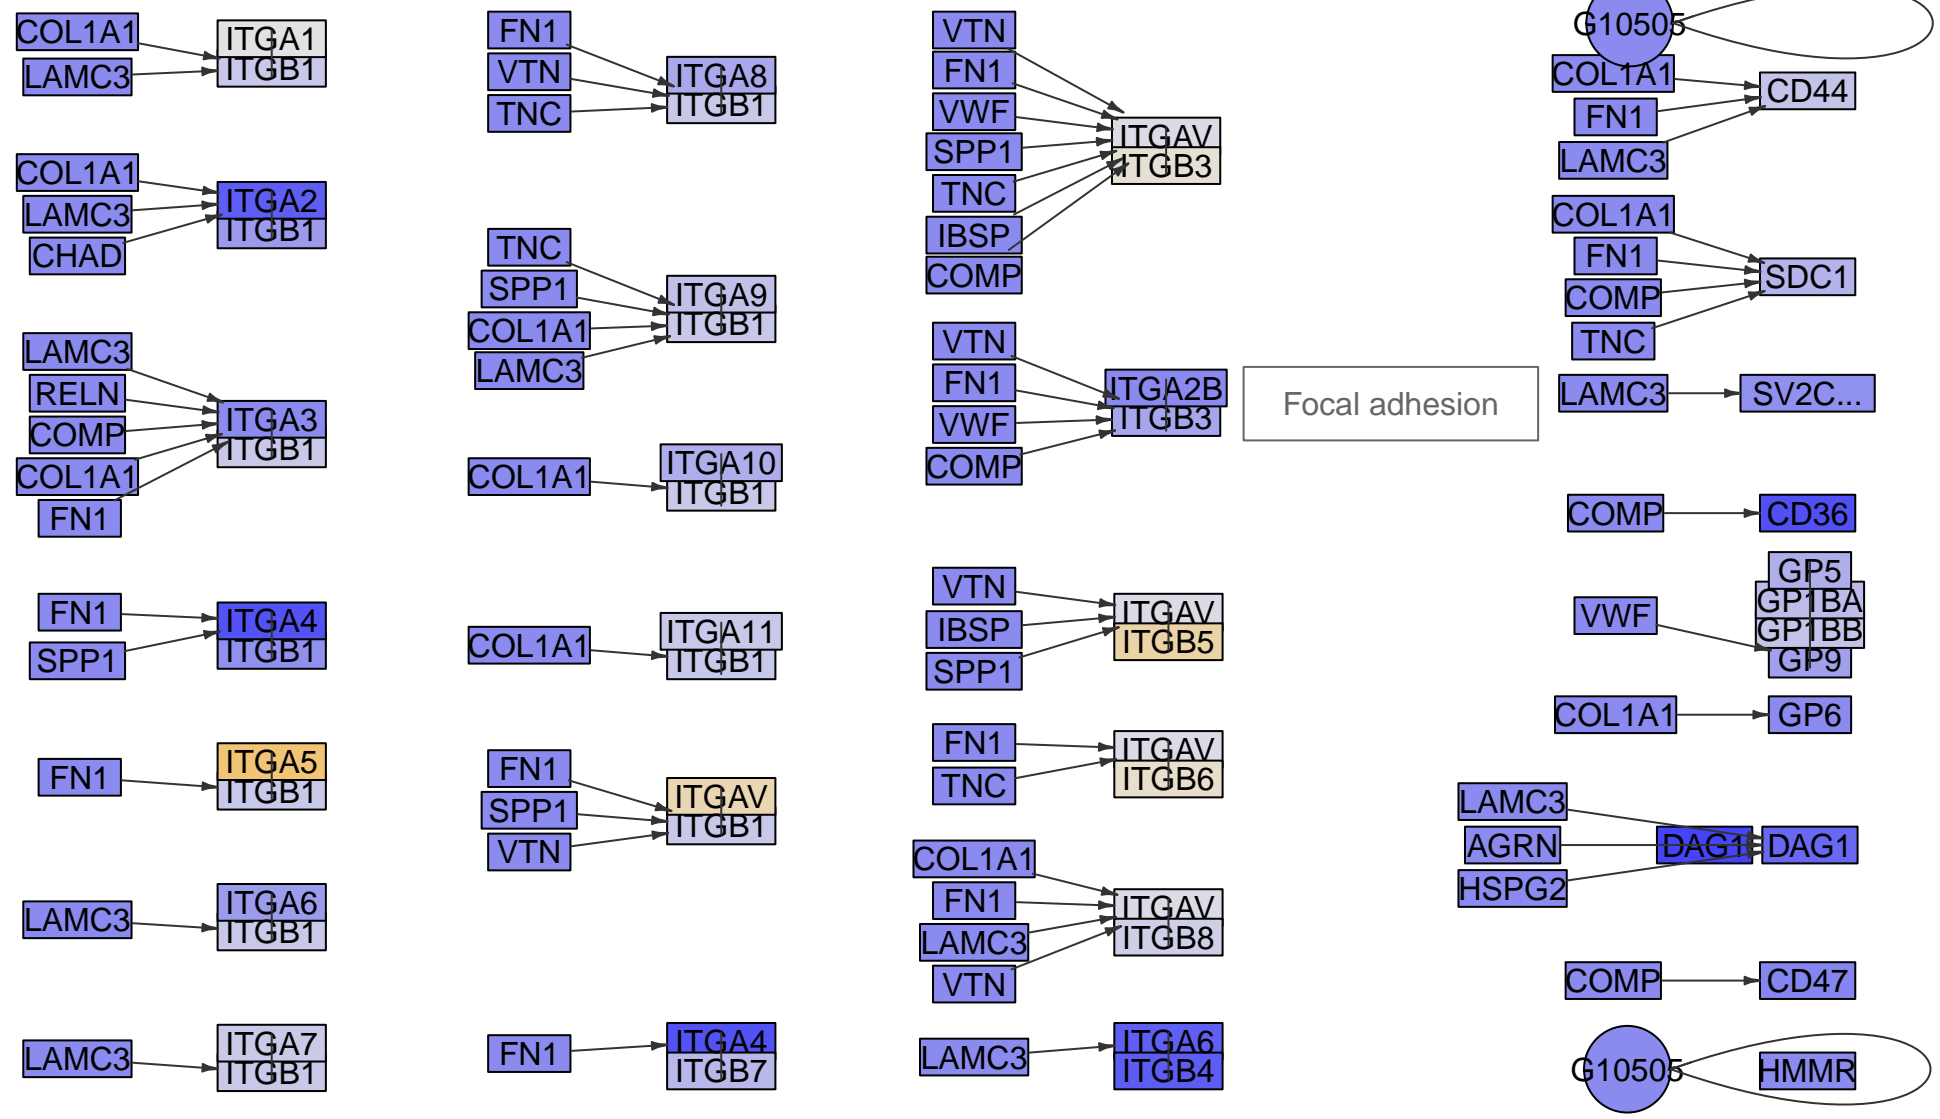 COL1A1
LAMC3
ITGA1
ITGB1
COL1A1
LAMC3
CHAD
ITGA2
ITGB1
LAMC3
RELN
COMP
COL1A1
FN1
ITGA3
ITGB1
FN1
SPP1
ITGA4
ITGB1
FN1
ITGA5
ITGB1
LAMC3
ITGA6
ITGB1
LAMC3
ITGA7
ITGB1
FN1
VTN
TNC
ITGA8
ITGB1
TNC
SPP1
COL1A1
LAMC3
ITGA9
ITGB1
COL1A1
ITGA10
ITGB1
COL1A1
ITGA11
ITGB1
FN1
SPP1
VTN
ITGAV
ITGB1
FN1
ITGA4
ITGB7
VTN
FN1
VWF
SPP1
TNC
IBSP
COMP
ITGAV
ITGB3
VTN
FN1
VWF
COMP
ITGA2B
ITGB3
Focal adhesion
VTN
IBSP
SPP1
ITGAV
ITGB5
FN1
TNC
ITGAV
ITGB6
COL1A1
FN1
LAMC3
VTN
ITGAV
ITGB8
LAMC3
ITGA6
ITGB4
G10505
COL1A1
FN1
LAMC3
CD44
COL1A1
FN1
COMP
TNC
SDC1
LAMC3
SV2C...
COMP
CD36
VWF
GP5
GP1BA
GP1BB
GP9
COL1A1
GP6
LAMC3
AGRN
HSPG2
DAG1
DAG1
COMP
CD47
G10505
HMMR